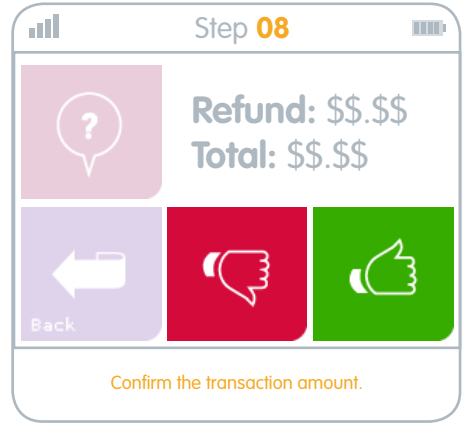 Step 08
?
Refund: $$.$$
Total: $$.$$
Back
Confirm the transaction amount.